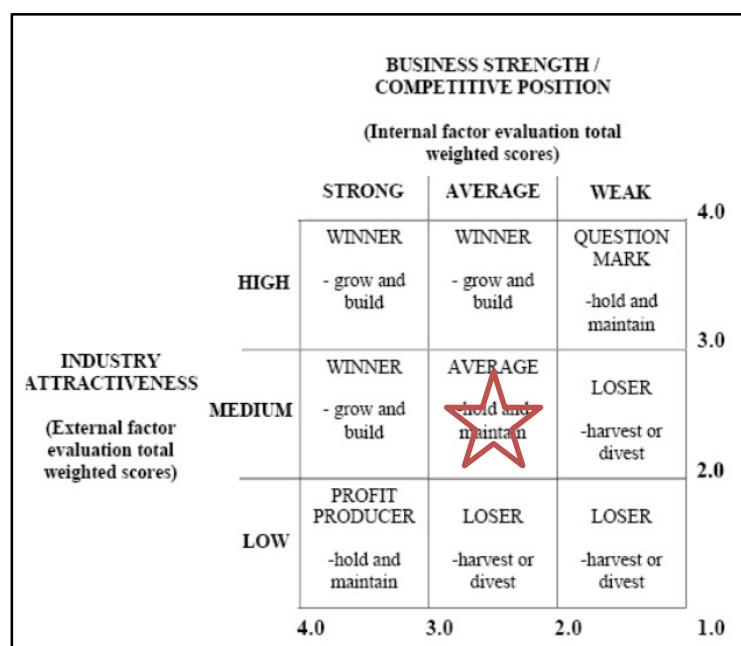 BUSINESS STRENGTH /
COMPETITIVE POSITION
(Internal factor evaluation total
weighted scores)
STRONG
AVERAGE
WEAK
4.0
HIGH
WINNER
- grow and
build
WINNER
- grow and
build
QUESTION
MARK
-hold and
maintain
3.0
INDUSTRY
ATTRACTIVENESS
(External factor
evaluation total
weighted scores)
MEDIUM
WINNER
- grow and
build
AVERAGE
-hold and
maintain
LOSER
-harvest or
divest
2.0
LOW
PROFIT
PRODUCER
-hold and
maintain
LOSER
-harvest or
divest
LOSER
-harvest or
divest
4.0
3.0
2.0
1.0